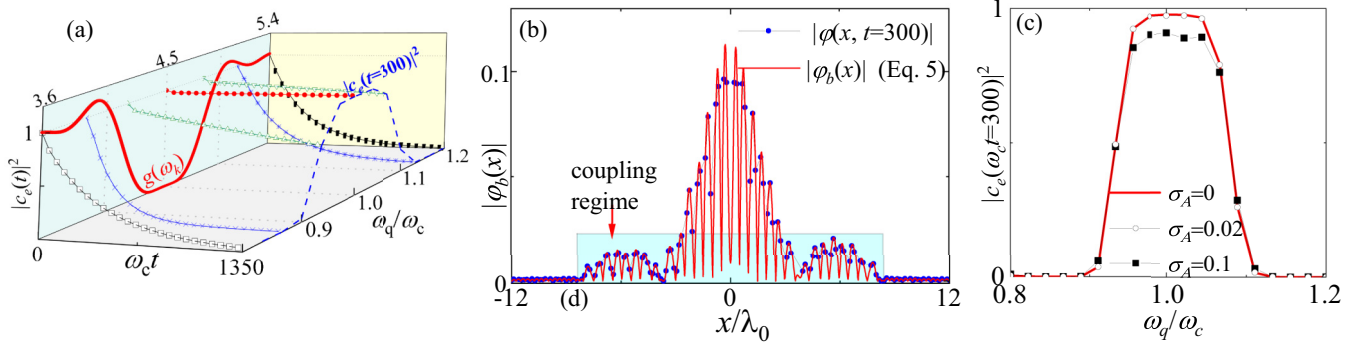 (a)
3.6
4.5
5.4
1
|c_e(t)|^2
g(ω_k)
|c_e(t=300)|^2
0
ω_c t
1350
0.9
1.0
1.1
1.2
ω_q/ω_c
(b)
|φ(x, t=300)|
|φ_b(x)| (Eq. 5)
0.1
|φ_b(x)|
coupling
regime
0
-12
(d)
0
12
x/λ_0
(c)
1
|c_e(ω_c t=300)|^2
σ_A=0
σ_A=0.02
σ_A=0.1
0
0.8
1.0
1.2
ω_q/ω_c